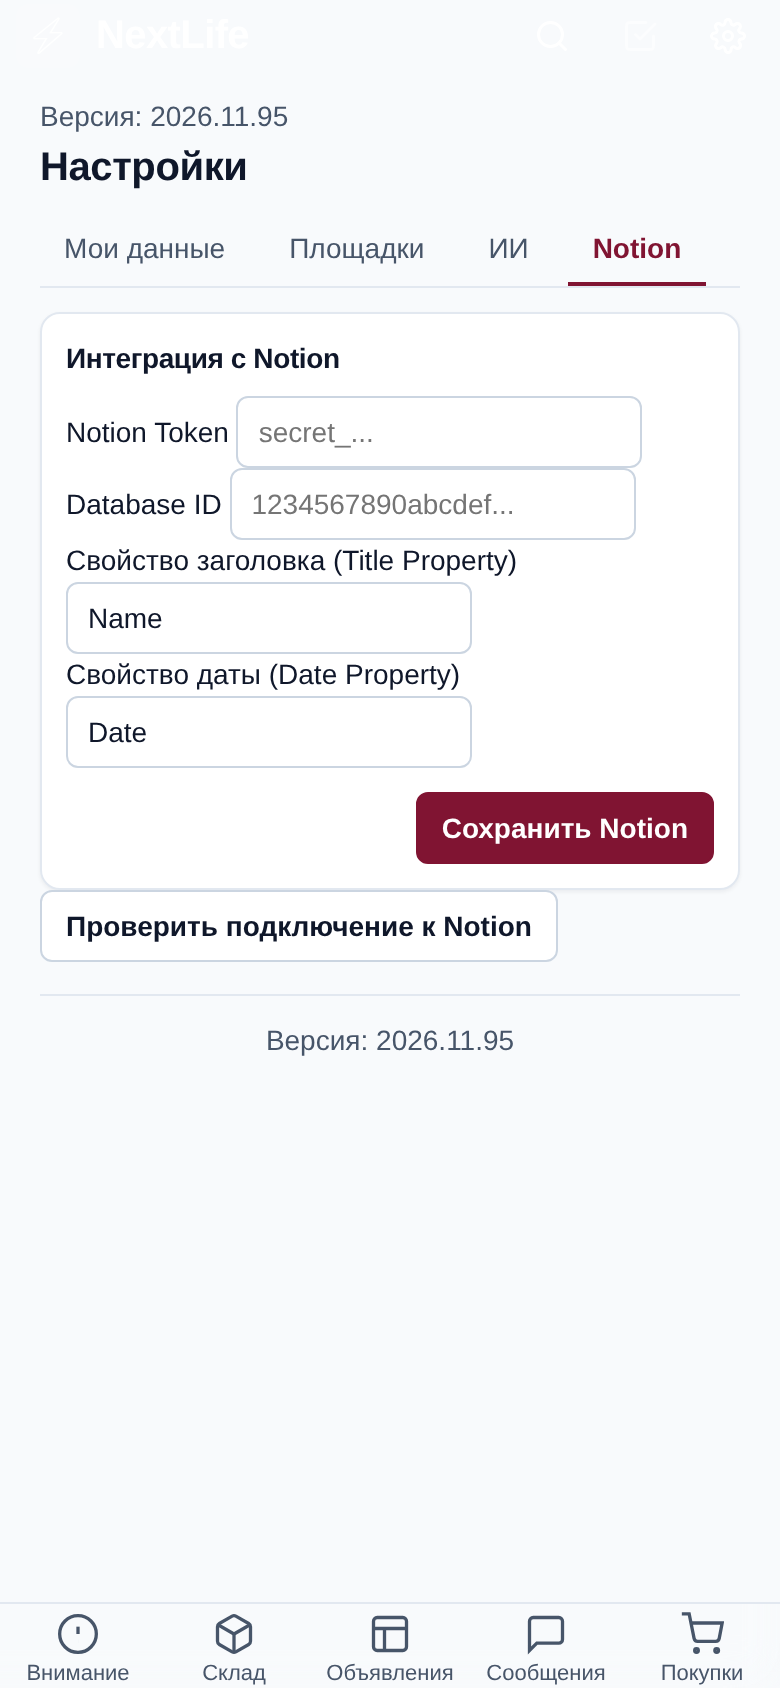 NextLife
Версия: 2026.11.95
Настройки
Мои данные Площадки ИИ Notion
Интеграция с Notion
Notion Token secret_...
Database ID 1234567890abcdef...
Свойство заголовка (Title Property)
Name
Свойство даты (Date Property)
Date
Сохранить Notion
Проверить подключение к Notion
Версия: 2026.11.95
Внимание Склад Объявления Сообщения Покупки